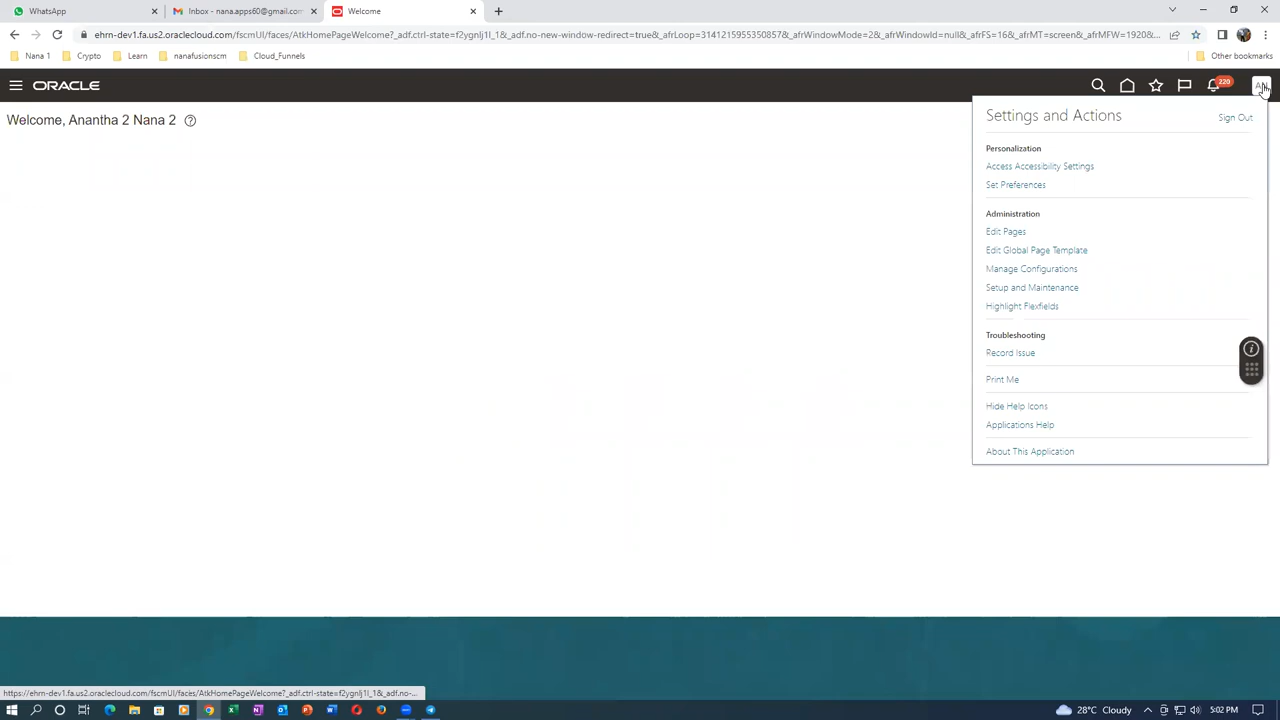 WhatsApp
Inbox - nana.apps60@gmail.com
Welcome
ehrn-dev1.fa.us2.oraclecloud.com/fscmUI/faces/AtkHomePageWelcome?_adf.ctrl-state=f2ygnlj1l_1&_adf.no-new-window-redirect=true&_afrLoop=3141215955350857&_afrWindowMode=2&_afrWindowId=null&_afrFS=16&_afrMT=screen&_afrMFW=1920&_...
Nana 1
Crypto
Learn
nanafusionscm
Cloud_Funnels
Other bookmarks
ORACLE
220
Welcome, Anantha 2 Nana 2
Settings and Actions
Sign Out
Personalization
Access Accessibility Settings
Set Preferences
Administration
Edit Pages
Edit Global Page Template
Manage Configurations
Setup and Maintenance
Highlight Flexfields
Troubleshooting
Record Issue
Print Me
Hide Help Icons
Applications Help
About This Application
https://ehrn-dev1.fa.us2.oraclecloud.com/fscmUI/faces/AtkHomePageWelcome?_adf.ctrl-state=f2ygnlj1l_1&_adf.no-...
28°C Cloudy
5:02 PM